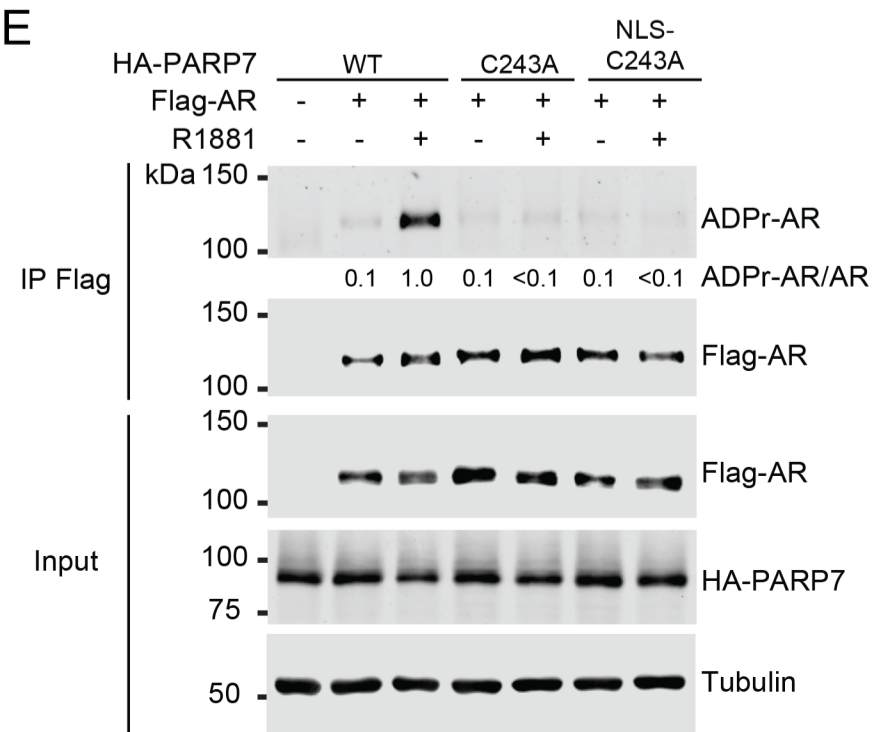 E
NLS-
HA-PARP7 WT C243A C243A
Flag-AR - + + + + + +
R1881 - - + - + - +
kDa 150
ADPr-AR
100
IP Flag
0.1 1.0 0.1 <0.1 0.1 <0.1 ADPr-AR/AR
150
Flag-AR
100
150
Flag-AR
100
Input
100
HA-PARP7
75
Tubulin
50